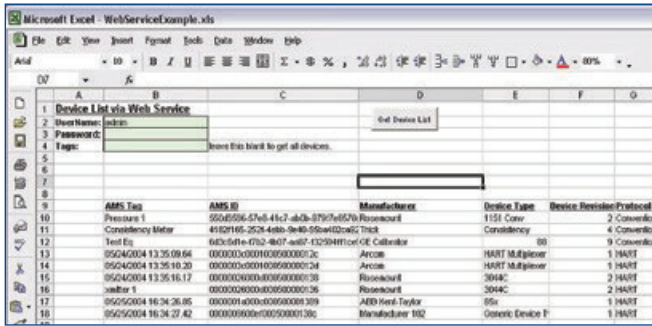 Microsoft Excel - WebServiceExample.xls
File Edit View Insert Format Tools Data Window Help
Arial 10 B I U Σ $ % , A 80%
D7 fx
A B C D E F G
1 Device List via Web Service
2 UserName: admin Get Device List
3 Password:
4 Tags: leave this blank to get all devices.
5
6
7
8
9 AMS Tag AMS ID Manufacturer Device Type Device Revision Protocol
10 Pressure 1 Rosemount 1151 Conv 2
11 Consistency Meter Consistency 4
12 Test Eq GE Calibrator 88 9
13 05/24/2004 13:35:09.64 Arcom HART Multiplexer 1 HART
14 05/24/2004 13:35:10.20 Arcom HART Multiplexer 1 HART
15 05/24/2004 13:35:16.17 Rosemount 3044C 2 HART
16 xmitter 1 Rosemount 3044C 2 HART
17 05/25/2004 16:34:26.85 ABB Kent-Taylor 1 HART
18 05/25/2004 16:34:27.42 Manufacturer 102 Generic Device 1 HART